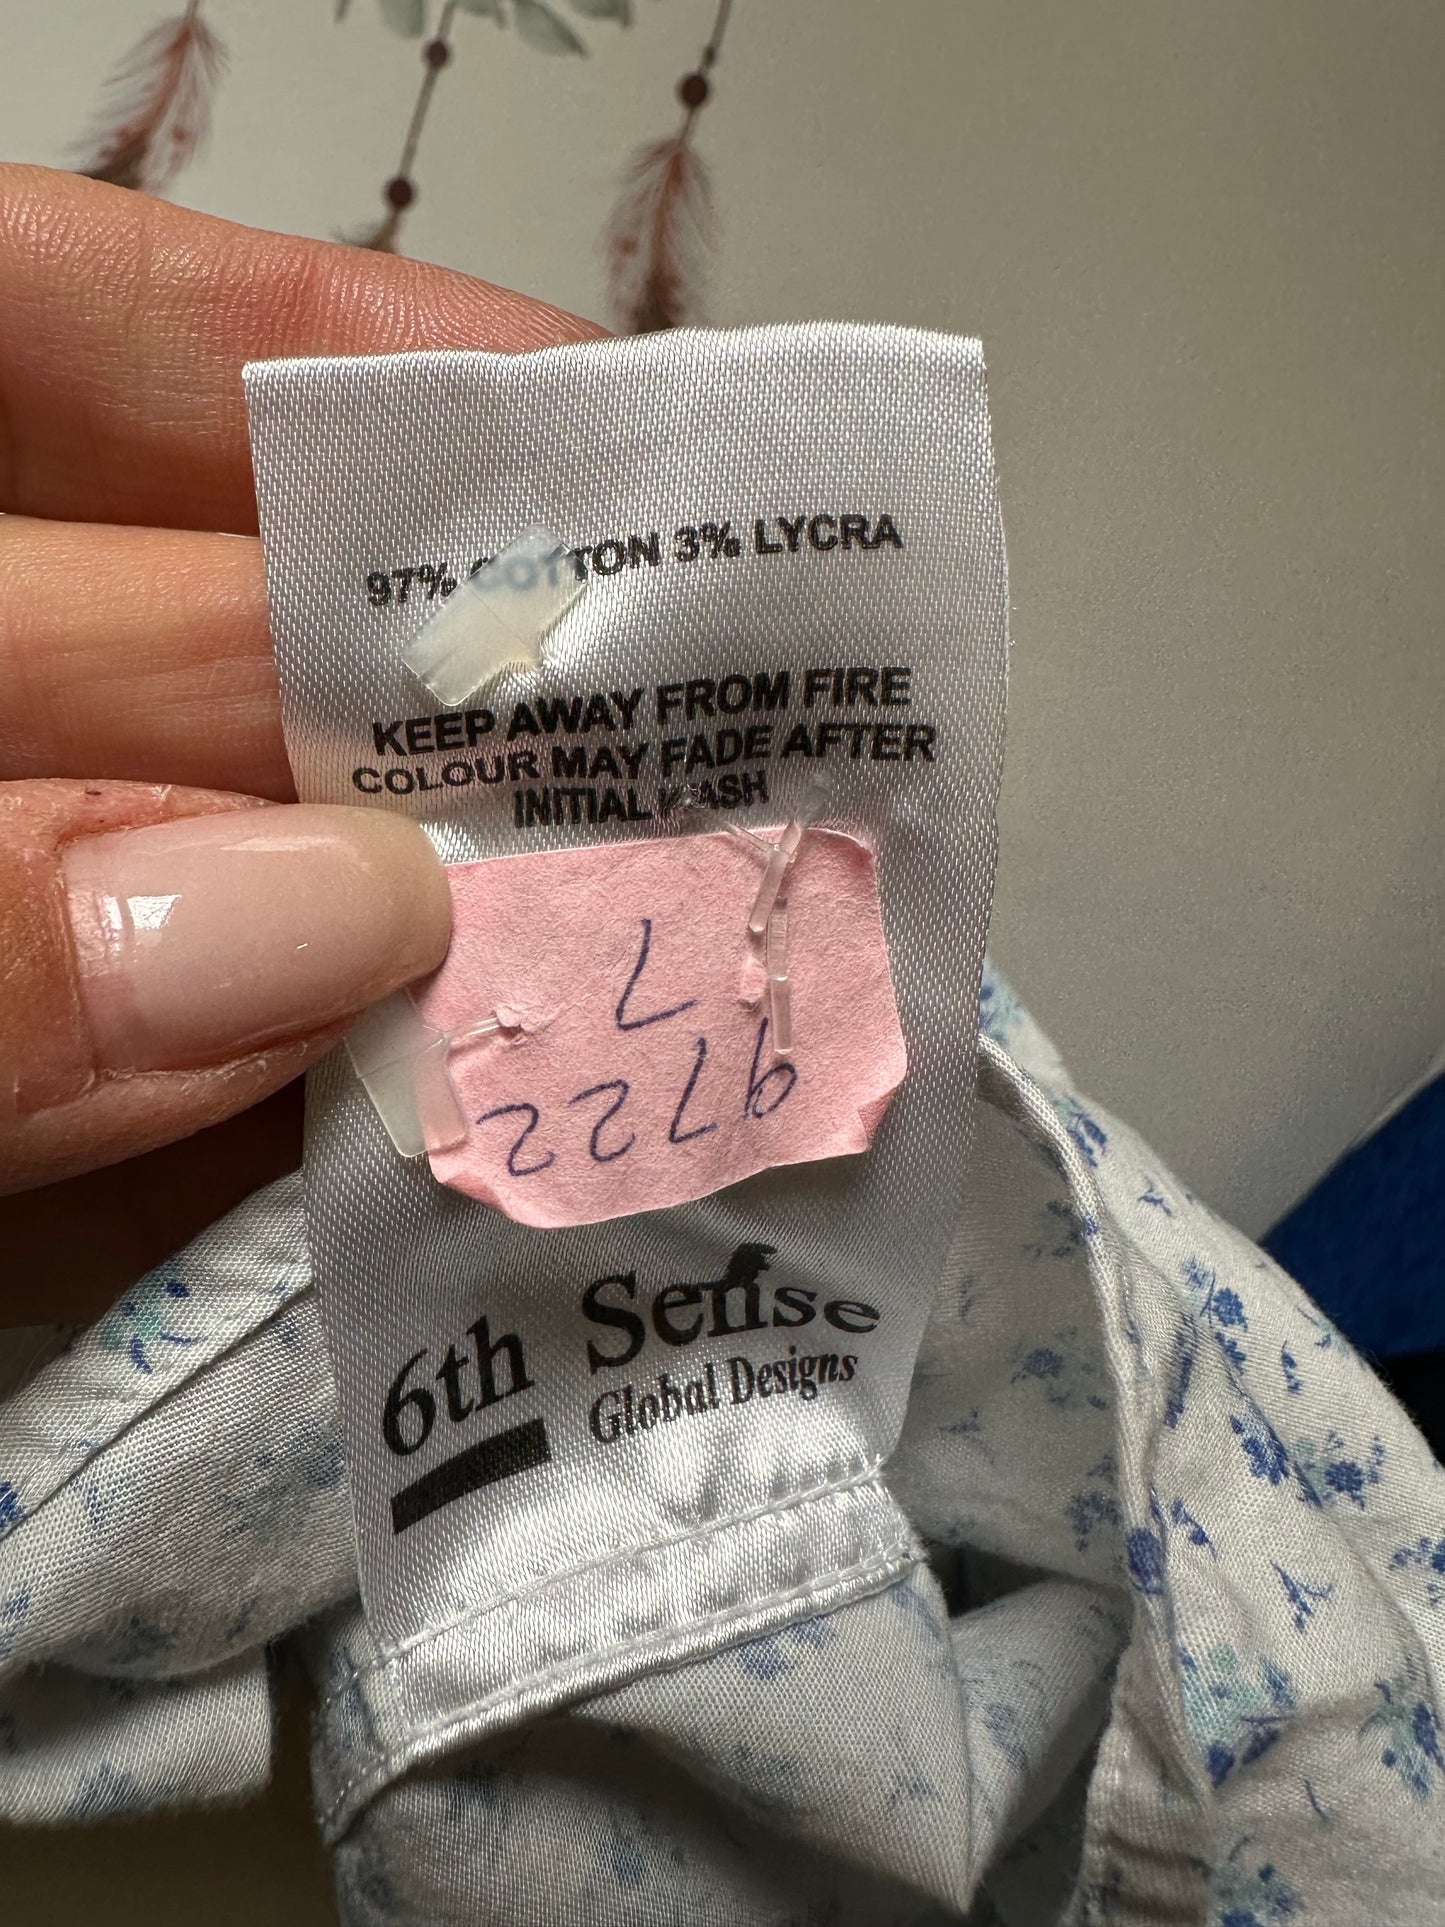 97% COTTON 3% LYCRA
KEEP AWAY FROM FIRE
COLOUR MAY FADE AFTER
INITIAL WASH
9722
7
6th Sense
Global Designs